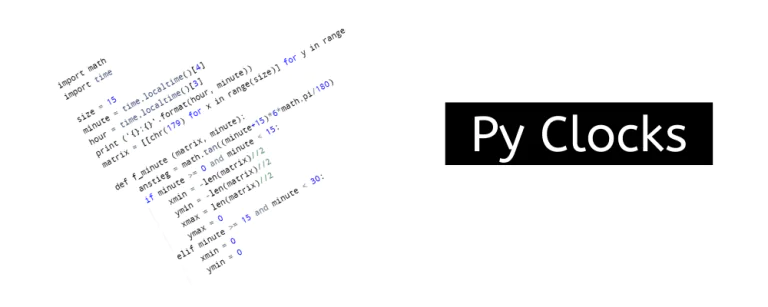 import math
import time
size = 15
minute = time.localtime()[4]
hour = time.localtime()[3]
print ('{}:{}'.format(hour, minute))
matrix = [[chr(179) for x in range(size)] for y in range
def f_minute (matrix, minute):
anstieg = math.tan((minute+15)*6*math.pi/180)
if minute >= 0 and minute < 15:
xmin = -len(matrix)//2
ymin = -len(matrix)//2
xmax = len(matrix)//2
ymax = 0
elif minute >= 15 and minute < 30:
xmin = 0
ymin = 0
Py Clocks